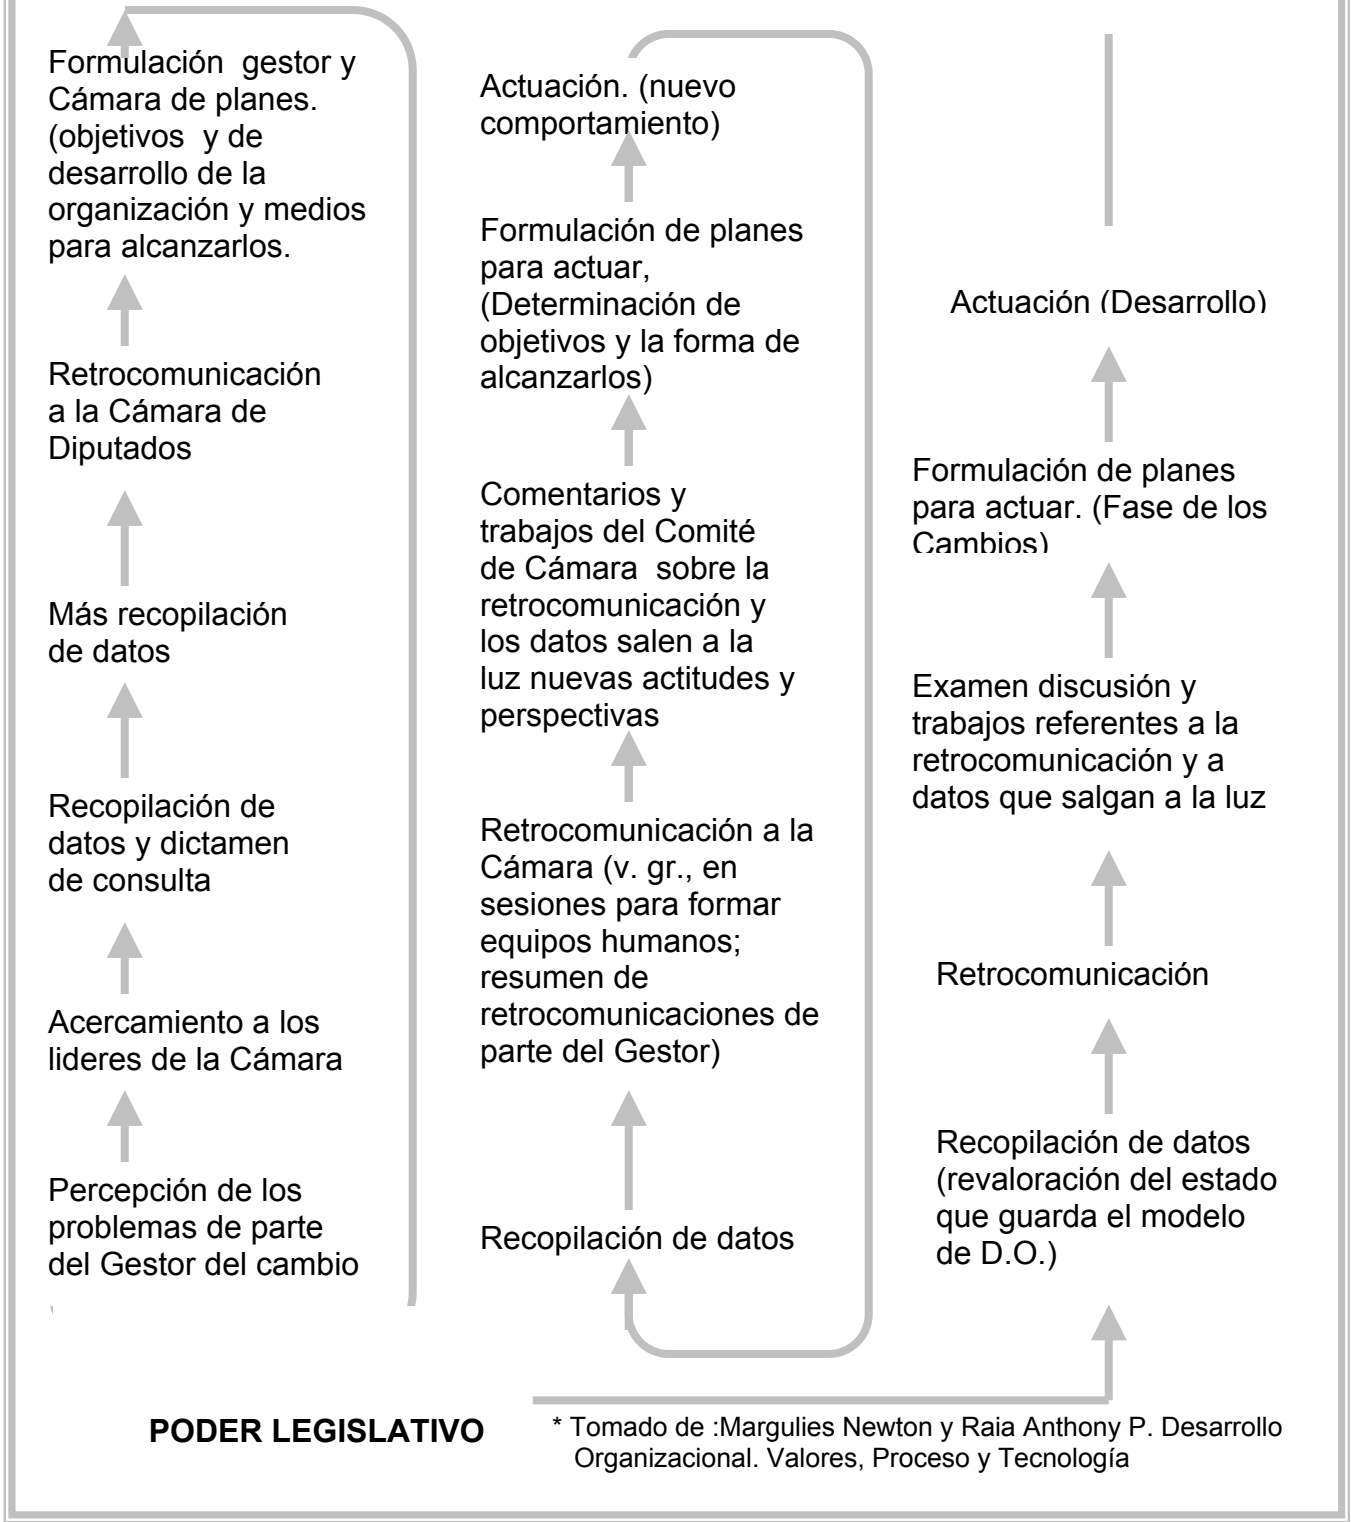 Formulación  gestor y
Cámara de planes.
(objetivos  y de
desarrollo de la
organización y medios
para alcanzarlos.
Retrocomunicación
a la Cámara de
Diputados
Más recopilación
de datos
Recopilación de
datos y dictamen
de consulta
Acercamiento a los
lideres de la Cámara
Percepción de los
problemas de parte
del Gestor del cambio
Actuación. (nuevo
comportamiento)
Formulación de planes
para actuar,
(Determinación de
objetivos y la forma de
alcanzarlos)
Comentarios y
trabajos del Comité
de Cámara  sobre la
retrocomunicación y
los datos salen a la
luz nuevas actitudes y
perspectivas
Retrocomunicación a la
Cámara (v. gr., en
sesiones para formar
equipos humanos;
resumen de
retrocomunicaciones de
parte del Gestor)
Recopilación de datos
Actuación (Desarrollo)
Formulación de planes
para actuar. (Fase de los
Cambios)
Examen discusión y
trabajos referentes a la
retrocomunicación y a
datos que salgan a la luz
Retrocomunicación
Recopilación de datos
(revaloración del estado
que guarda el modelo
de D.O.)
PODER LEGISLATIVO
* Tomado de :Margulies Newton y Raia Anthony P. Desarrollo
Organizacional. Valores, Proceso y Tecnología